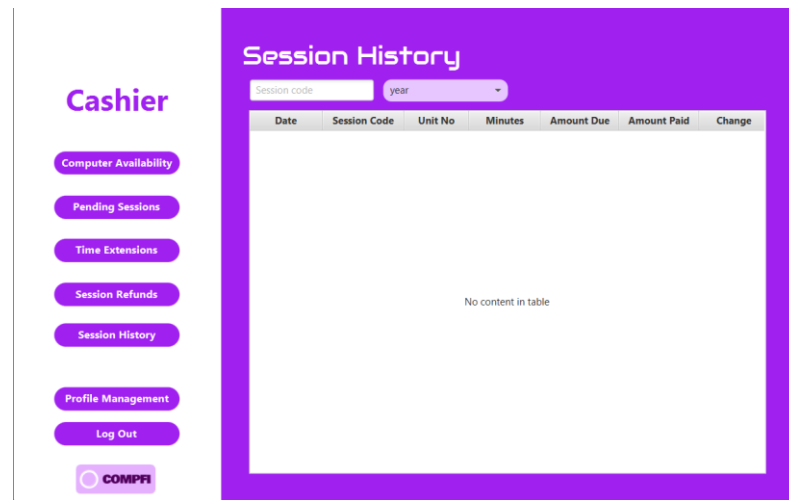 Cashier
Computer Availability
Pending Sessions
Time Extensions
Session Refunds
Session History
Profile Management
Log Out
COMPFI
Session History
Session code year
Date Session Code Unit No Minutes Amount Due Amount Paid Change
No content in table